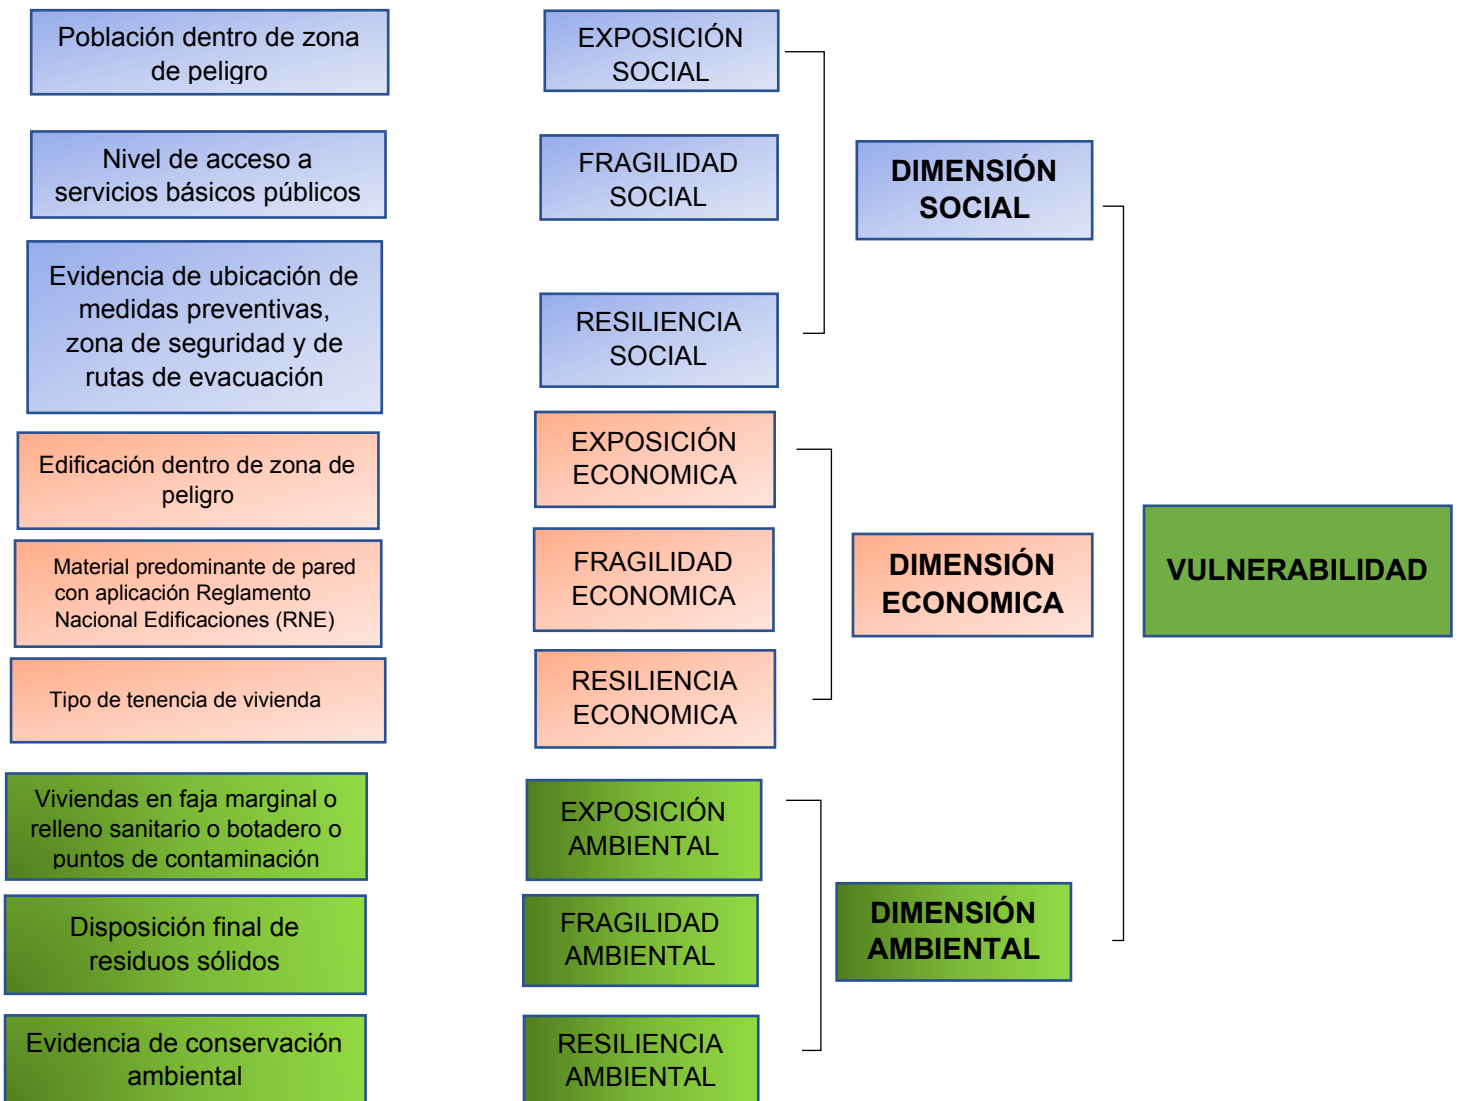 Población dentro de zona
de peligro
EXPOSICIÓN
SOCIAL
Nivel de acceso a
servicios básicos públicos
FRAGILIDAD
SOCIAL
DIMENSIÓN
SOCIAL
Evidencia de ubicación de
medidas preventivas,
zona de seguridad y de
rutas de evacuación
RESILIENCIA
SOCIAL
Edificación dentro de zona de
peligro
EXPOSICIÓN
ECONOMICA
Material predominante de pared
con aplicación Reglamento
Nacional Edificaciones (RNE)
FRAGILIDAD
ECONOMICA
DIMENSIÓN
ECONOMICA
VULNERABILIDAD
Tipo de tenencia de vivienda
RESILIENCIA
ECONOMICA
Viviendas en faja marginal o
relleno sanitario o botadero o
puntos de contaminación
EXPOSICIÓN
AMBIENTAL
Disposición final de
residuos sólidos
FRAGILIDAD
AMBIENTAL
DIMENSIÓN
AMBIENTAL
Evidencia de conservación
ambiental
RESILIENCIA
AMBIENTAL